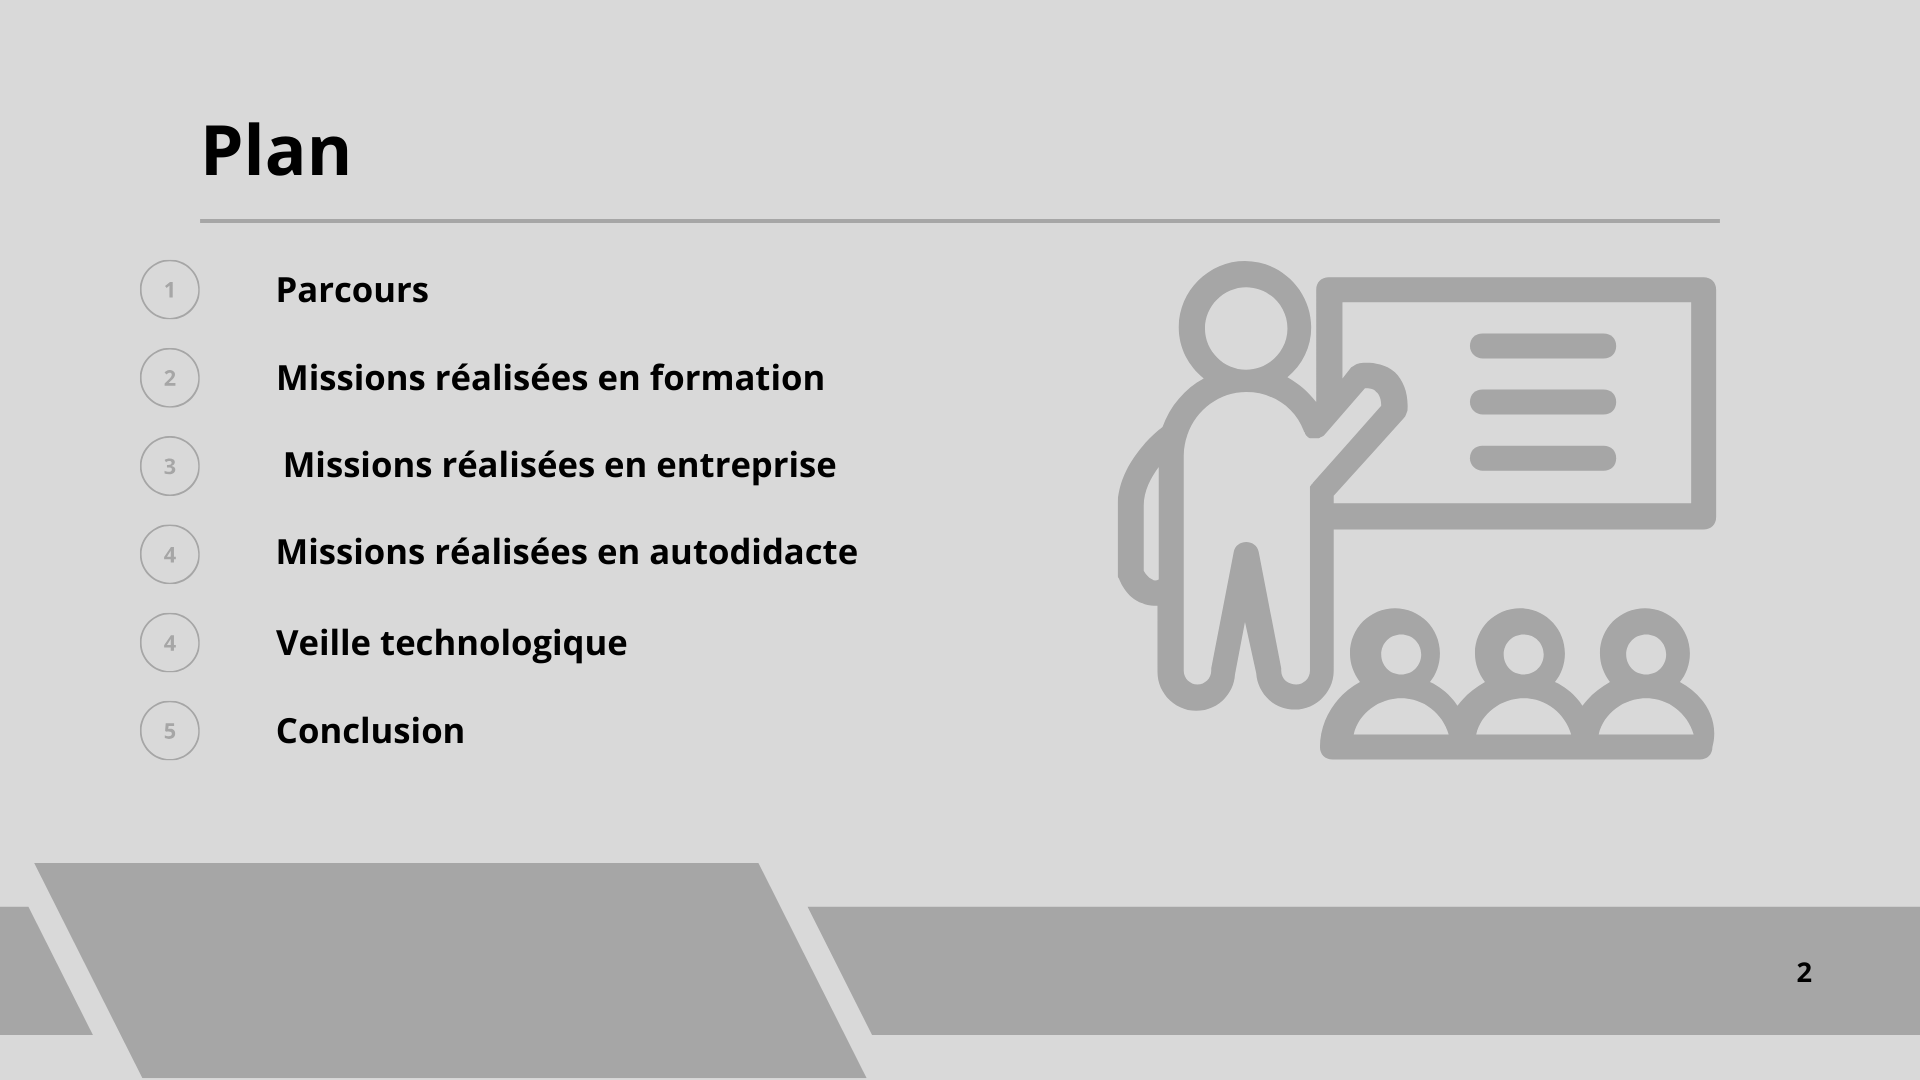 Plan
1 Parcours
2 Missions réalisées en formation
3 Missions réalisées en entreprise
4 Missions réalisées en autodidacte
4 Veille technologique
5 Conclusion
2